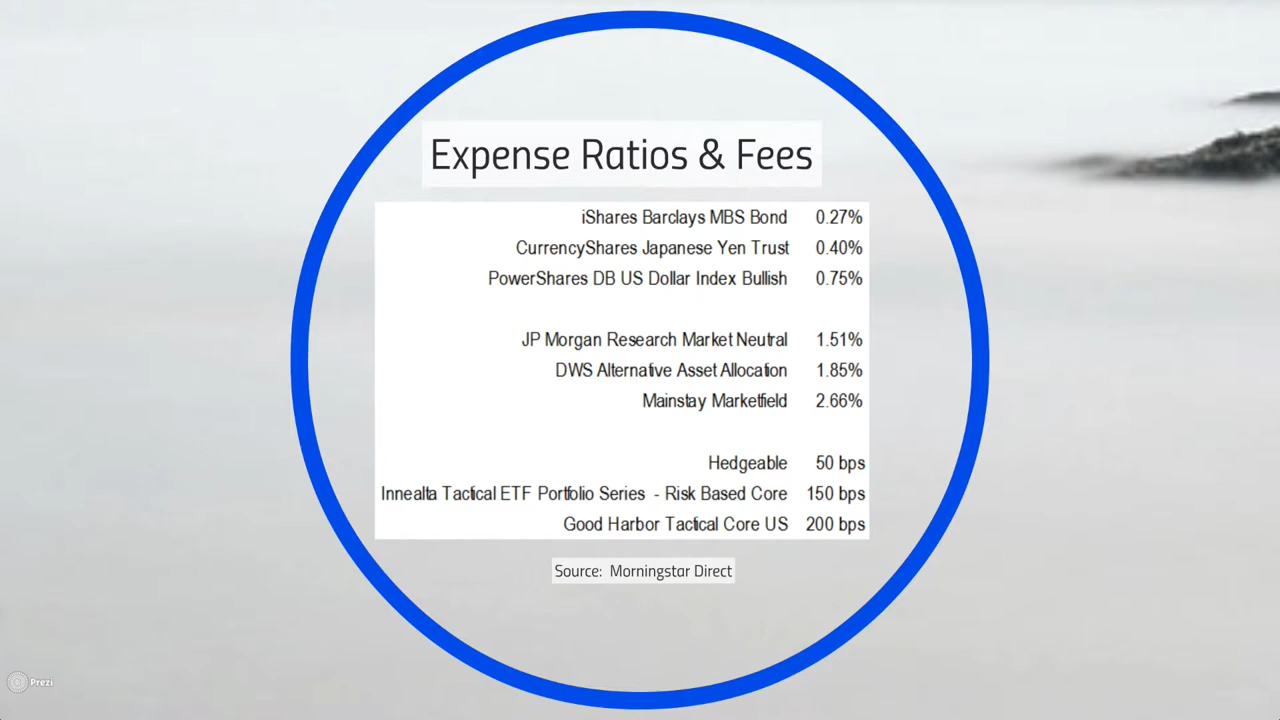 Expense Ratios & Fees
iShares Barclays MBS Bond 0.27%
CurrencyShares Japanese Yen Trust 0.40%
PowerShares DB US Dollar Index Bullish 0.75%
JP Morgan Research Market Neutral 1.51%
DWS Alternative Asset Allocation 1.85%
Mainstay Marketfield 2.66%
Hedgeable 50 bps
Innealta Tactical ETF Portfolio Series - Risk Based Core 150 bps
Good Harbor Tactical Core US 200 bps
Source: Morningstar Direct
Prezi